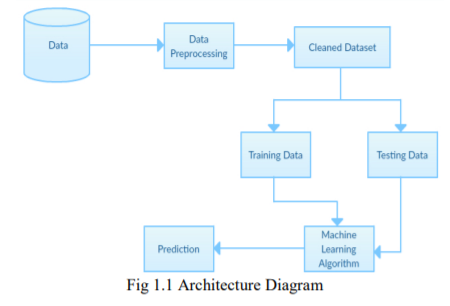 Data
Data
Preprocessing
Cleaned Dataset
Training Data
Testing Data
Machine
Learning
Algorithm
Prediction
Fig 1.1 Architecture Diagram